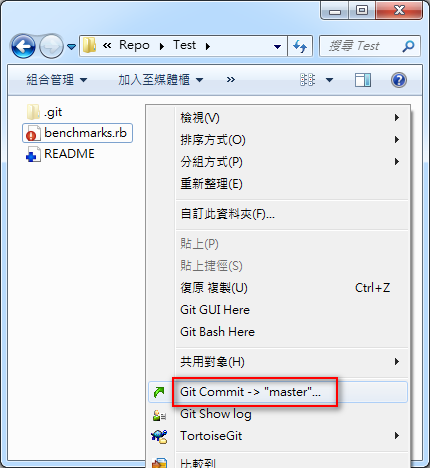 « Repo ▸ Test ▸
搜尋 Test
組合管理 ▼ 加入至媒體櫃 ▼ »
.git
benchmarks.rb
README
檢視(V)
排序方式(O)
分組方式(P)
重新整理(E)
自訂此資料夾(F)...
貼上(P)
貼上捷徑(S)
復原 複製(U) Ctrl+Z
Git GUI Here
Git Bash Here
共用對象(H)
Git Commit -> "master"...
Git Show log
TortoiseGit
比較到